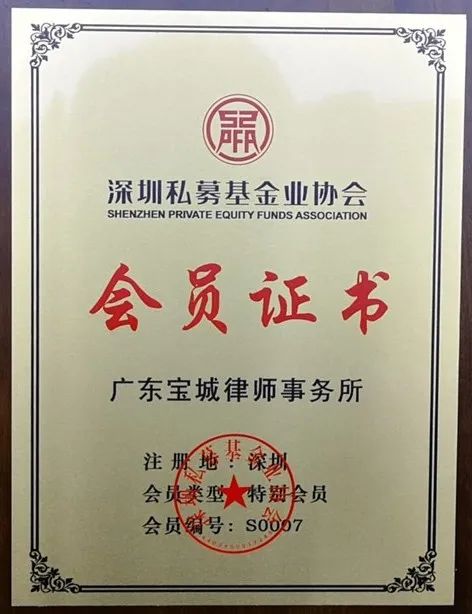 SZ
PFA
深圳私募基金业协会
SHENZHEN PRIVATE EQUITY FUNDS ASSOCIATION
会员证书
广东宝城律师事务所
注册地：深圳
会员类型：特别会员
会员编号：S0007